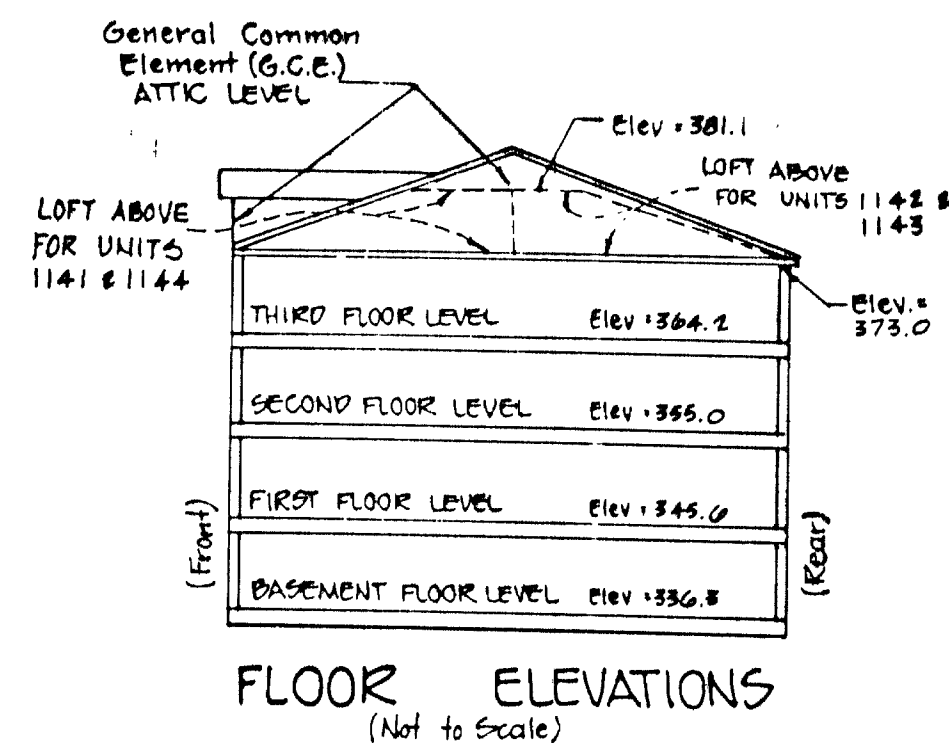 General Common
Element (G.C.E.)
ATTIC LEVEL
Elev = 381.1
LOFT ABOVE
FOR UNITS 1142 &
1143
LOFT ABOVE
FOR UNITS
1141 & 1144
Elev. =
373.0
THIRD FLOOR LEVEL Elev = 364.2
SECOND FLOOR LEVEL Elev = 355.0
FIRST FLOOR LEVEL Elev = 345.6
BASEMENT FLOOR LEVEL Elev = 336.3
(Front)
(Rear)
FLOOR ELEVATIONS
(Not to Scale)